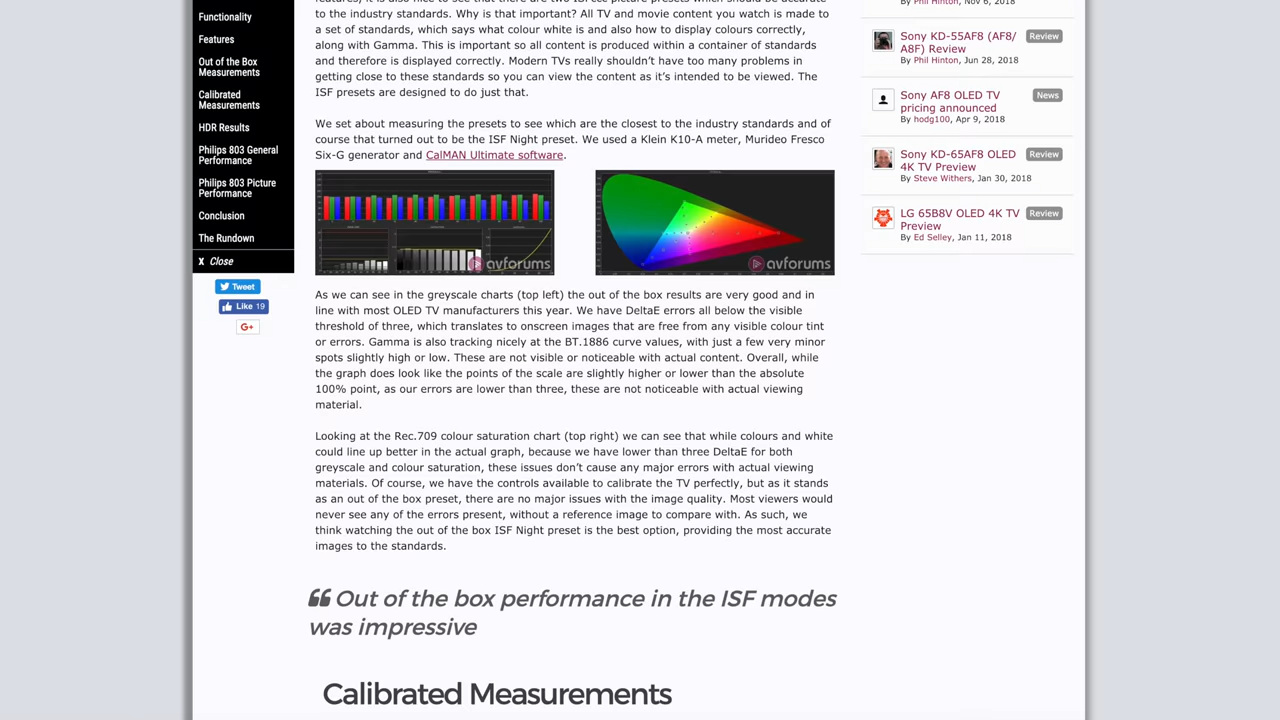 Functionality
Features
Out of the Box
Measurements
Calibrated
Measurements
HDR Results
Philips 803 General
Performance
Philips 803 Picture
Performance
Conclusion
The Rundown
x Close
Tweet
Like 19
G+
to the industry standards. Why is that important? All TV and movie content you watch is made to
a set of standards, which says what colour white is and also how to display colours correctly,
along with Gamma. This is important so all content is produced within a container of standards
and therefore is displayed correctly. Modern TVs really shouldn’t have too many problems in
getting close to these standards so you can view the content as it’s intended to be viewed. The
ISF presets are designed to do just that.
We set about measuring the presets to see which are the closest to the industry standards and of
course that turned out to be the ISF Night preset. We used a Klein K10-A meter, Murideo Fresco
Six-G generator and CalMAN Ultimate software.
avforums
avforums
As we can see in the greyscale charts (top left) the out of the box results are very good and in
line with most OLED TV manufacturers this year. We have DeltaE errors all below the visible
threshold of three, which translates to onscreen images that are free from any visible colour tint
or errors. Gamma is also tracking nicely at the BT.1886 curve values, with just a few very minor
spots slightly high or low. These are not visible or noticeable with actual content. Overall, while
the graph does look like the points of the scale are slightly higher or lower than the absolute
100% point, as our errors are lower than three, these are not noticeable with actual viewing
material.
Looking at the Rec.709 colour saturation chart (top right) we can see that while colours and white
could line up better in the actual graph, because we have lower than three DeltaE for both
greyscale and colour saturation, these issues don’t cause any major errors with actual viewing
materials. Of course, we have the controls available to calibrate the TV perfectly, but as it stands
as an out of the box preset, there are no major issues with the image quality. Most viewers would
never see any of the errors present, without a reference image to compare with. As such, we
think watching the out of the box ISF Night preset is the best option, providing the most accurate
images to the standards.
Out of the box performance in the ISF modes
was impressive
Calibrated Measurements
By Phil Hinton, Nov 6, 2018
Sony KD-55AF8 (AF8/ Review
A8F) Review
By Phil Hinton, Jun 28, 2018
Sony AF8 OLED TV News
pricing announced
By hodg100, Apr 9, 2018
Sony KD-65AF8 OLED Review
4K TV Preview
By Steve Withers, Jan 30, 2018
LG 65B8V OLED 4K TV Review
Preview
By Ed Selley, Jan 11, 2018